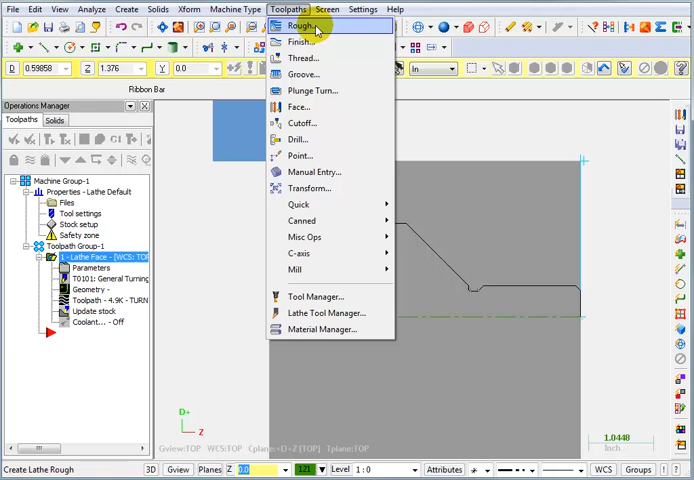 File Edit View Analyze Create Solids Xform Machine Type Toolpaths Screen Settings Help
D 0.59858 Z 1.376 Y 0.0 In
Ribbon Bar
Operations Manager
Toolpaths Solids
Machine Group-1
Properties - Lathe Default
Files
Tool settings
Stock setup
Safety zone
Toolpath Group-1
1 - Lathe Face - [WCS: TOP]
Parameters
T0101: General Turning
Geometry -
Toolpath - 4.9K - TURN
Update stock
Coolant... - Off
Rough...
Finish...
Thread...
Groove...
Plunge Turn...
Face...
Cutoff...
Drill...
Point...
Manual Entry...
Transform...
Quick
Canned
Misc Ops
C-axis
Mill
Tool Manager...
Lathe Tool Manager...
Material Manager...
D+
Z
Gview:TOP WCS:TOP Cplane:+D+Z [TOP] Tplane:TOP
1.0448
Inch
Create Lathe Rough
3D Gview Planes Z 0.0 121 Level 1 : 0 Attributes WCS Groups